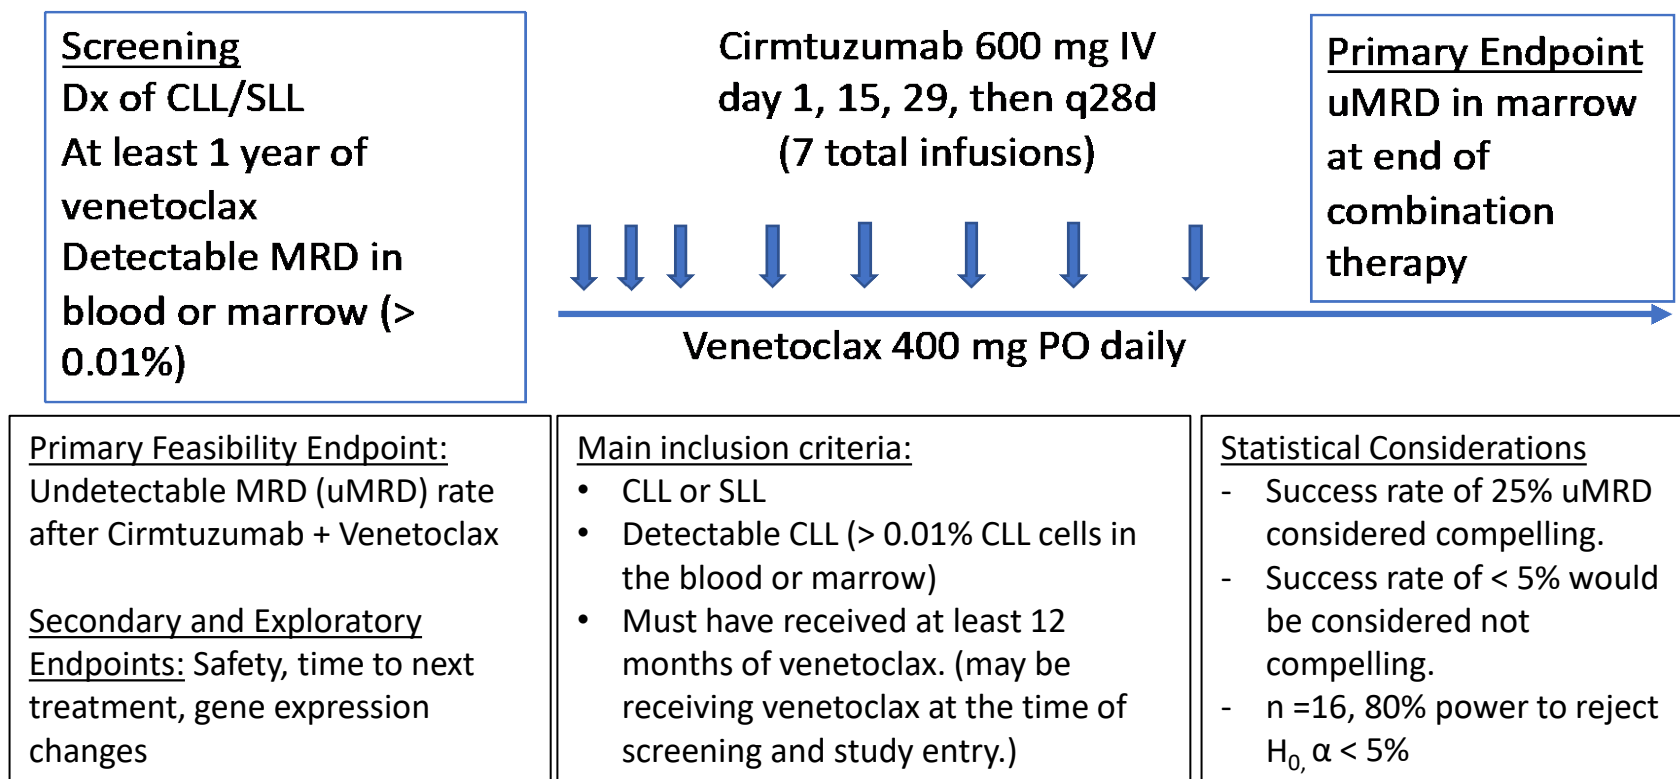 Screening
Dx of CLL/SLL
At least 1 year of
venetoclax
Detectable MRD in
blood or marrow (>
0.01%)
Cirmtuzumab 600 mg IV
day 1, 15, 29, then q28d
(7 total infusions)
Venetoclax 400 mg PO daily
Primary Endpoint
uMRD in marrow
at end of
combination
therapy
Primary Feasibility Endpoint:
Undetectable MRD (uMRD) rate
after Cirmtuzumab + Venetoclax
Secondary and Exploratory
Endpoints: Safety, time to next
treatment, gene expression
changes
Main inclusion criteria:
• CLL or SLL
• Detectable CLL (> 0.01% CLL cells in
the blood or marrow)
• Must have received at least 12
months of venetoclax. (may be
receiving venetoclax at the time of
screening and study entry.)
Statistical Considerations
- Success rate of 25% uMRD
considered compelling.
- Success rate of < 5% would
be considered not
compelling.
- n =16, 80% power to reject
H0, α < 5%